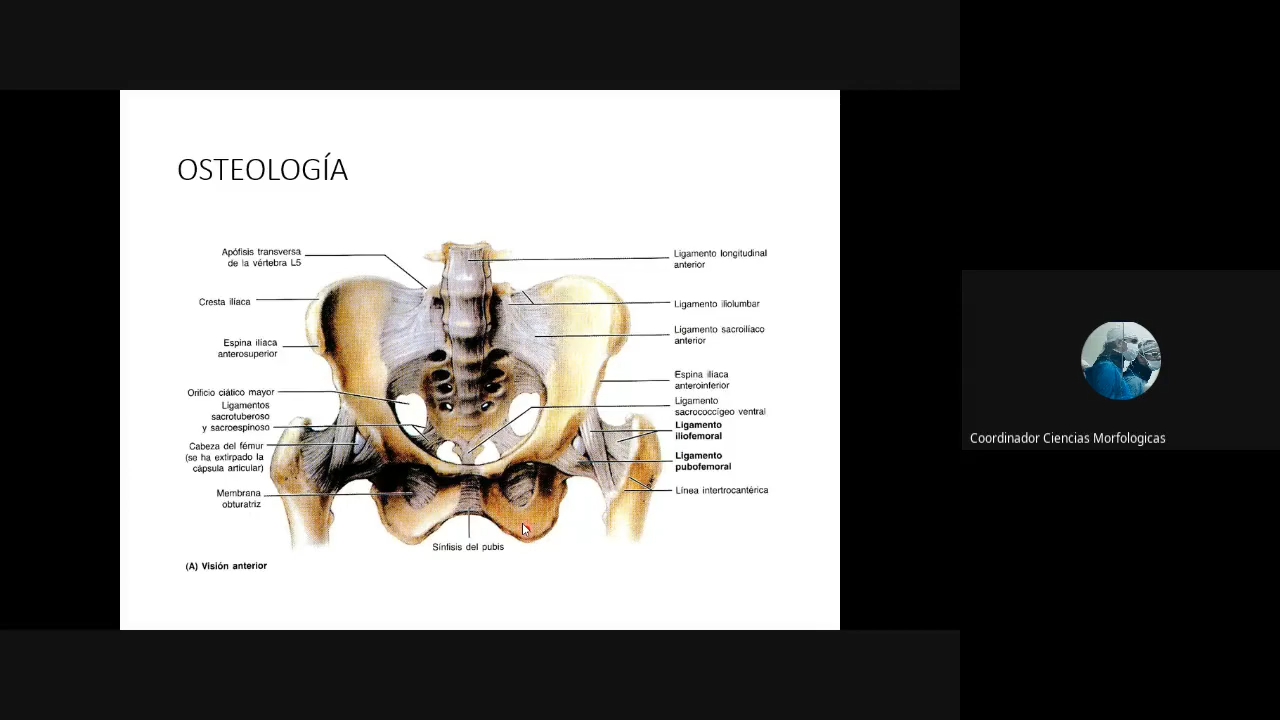 OSTEOLOGÍA
Apófisis transversa
de la vértebra L5
Cresta ilíaca
Espina ilíaca
anterosuperior
Orificio ciático mayor
Ligamentos
sacrotuberoso
y sacroespinoso
Cabeza del fémur
(se ha extirpado la
cápsula articular)
Membrana
obturatriz
Ligamento longitudinal
anterior
Ligamento iliolumbar
Ligamento sacroilíaco
anterior
Espina ilíaca
anteroinferior
Ligamento
sacrococcígeo ventral
Ligamento
iliofemoral
Ligamento
pubofemoral
Línea intertrocantérica
Sínfisis del pubis
(A) Visión anterior
Coordinador Ciencias Morfologicas